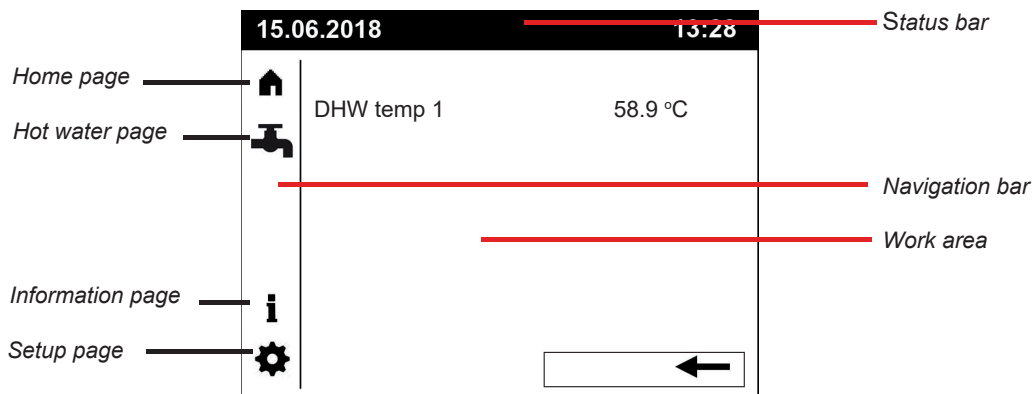 15.06.2018 13:28
Status bar
Home page
DHW temp 1 58.9 °C
Hot water page
Navigation bar
Work area
Information page
i
Setup page